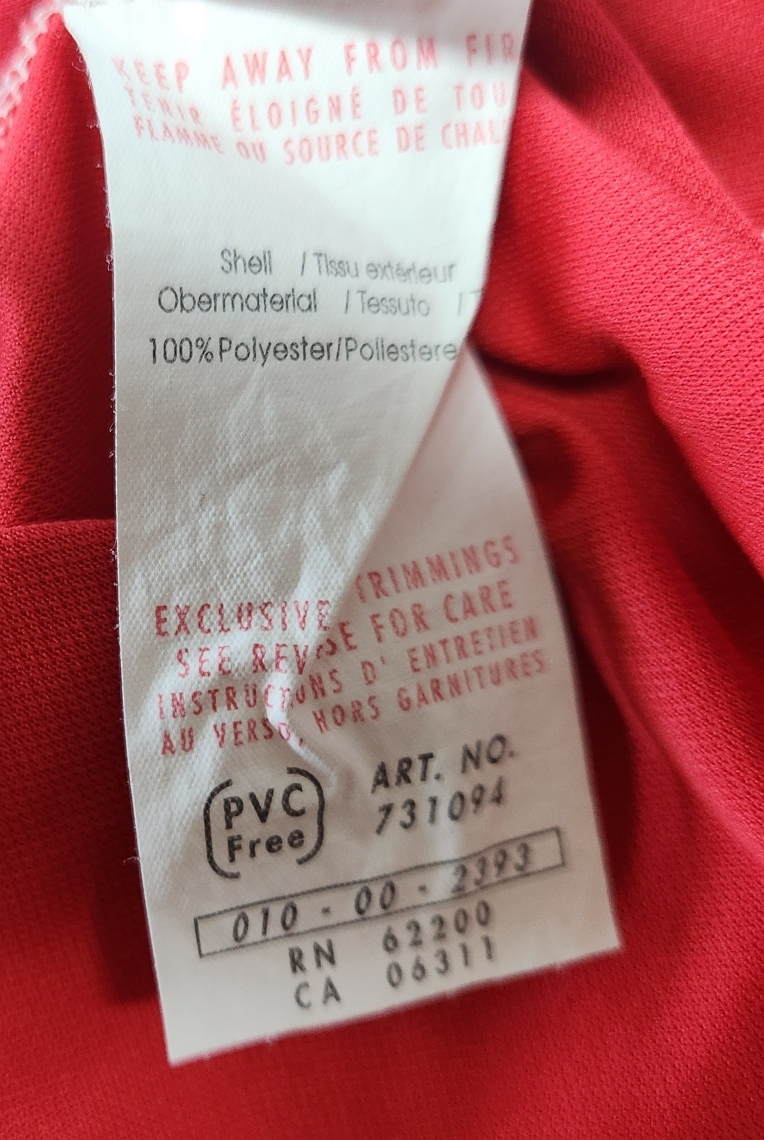 KEEP AWAY FROM FIR
TENIR ÉLOIGNÉ DE TOU
FLAMME OU SOURCE DE CHAL
Shell / Tissu extérieur
Obermaterial / Tessuto / T
100% Polyester/Poliestere
EXCLUSIVE TRIMMINGS
SEE REVERSE FOR CARE
INSTRUCTIONS D' ENTRETIEN
AU VERSO, HORS GARNITURES
(PVC Free)
ART. NO.
731094
010 - 00 - 2393
RN 62200
CA 06311